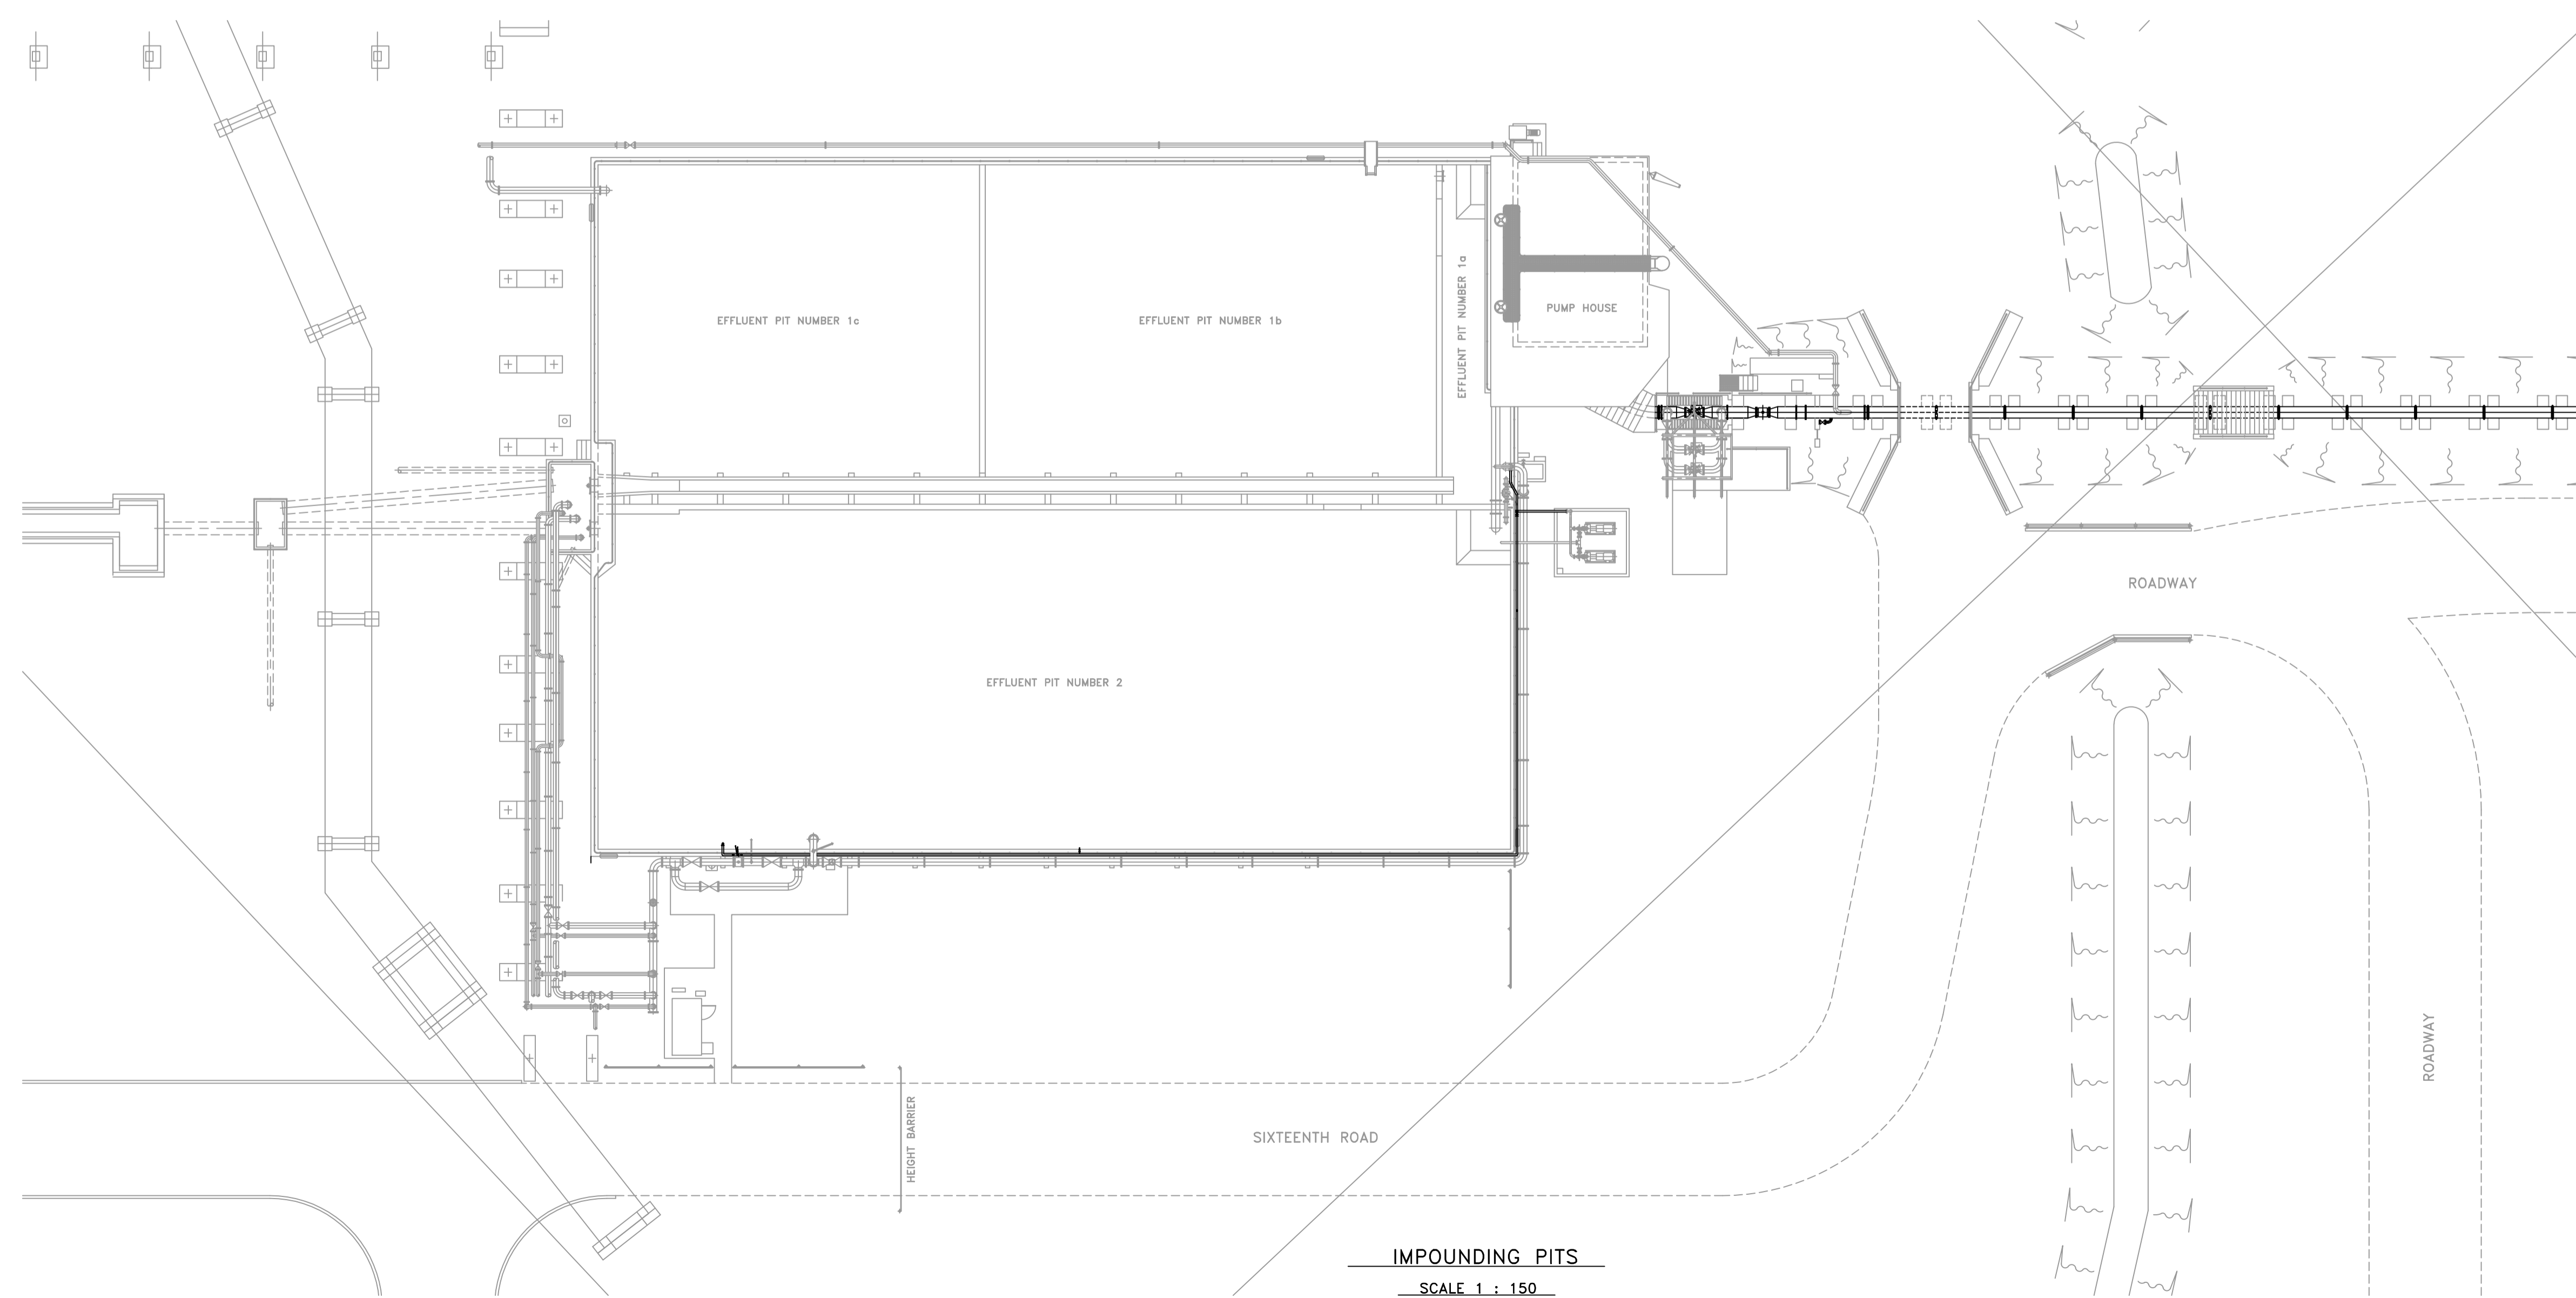 EFFLUENT PIT NUMBER 1c
EFFLUENT PIT NUMBER 1b
EFFLUENT PIT NUMBER 1a
PUMP HOUSE
ROADWAY
EFFLUENT PIT NUMBER 2
ROADWAY
HEIGHT BARRIER
SIXTEENTH ROAD
IMPOUNDING PITS
SCALE 1 : 150